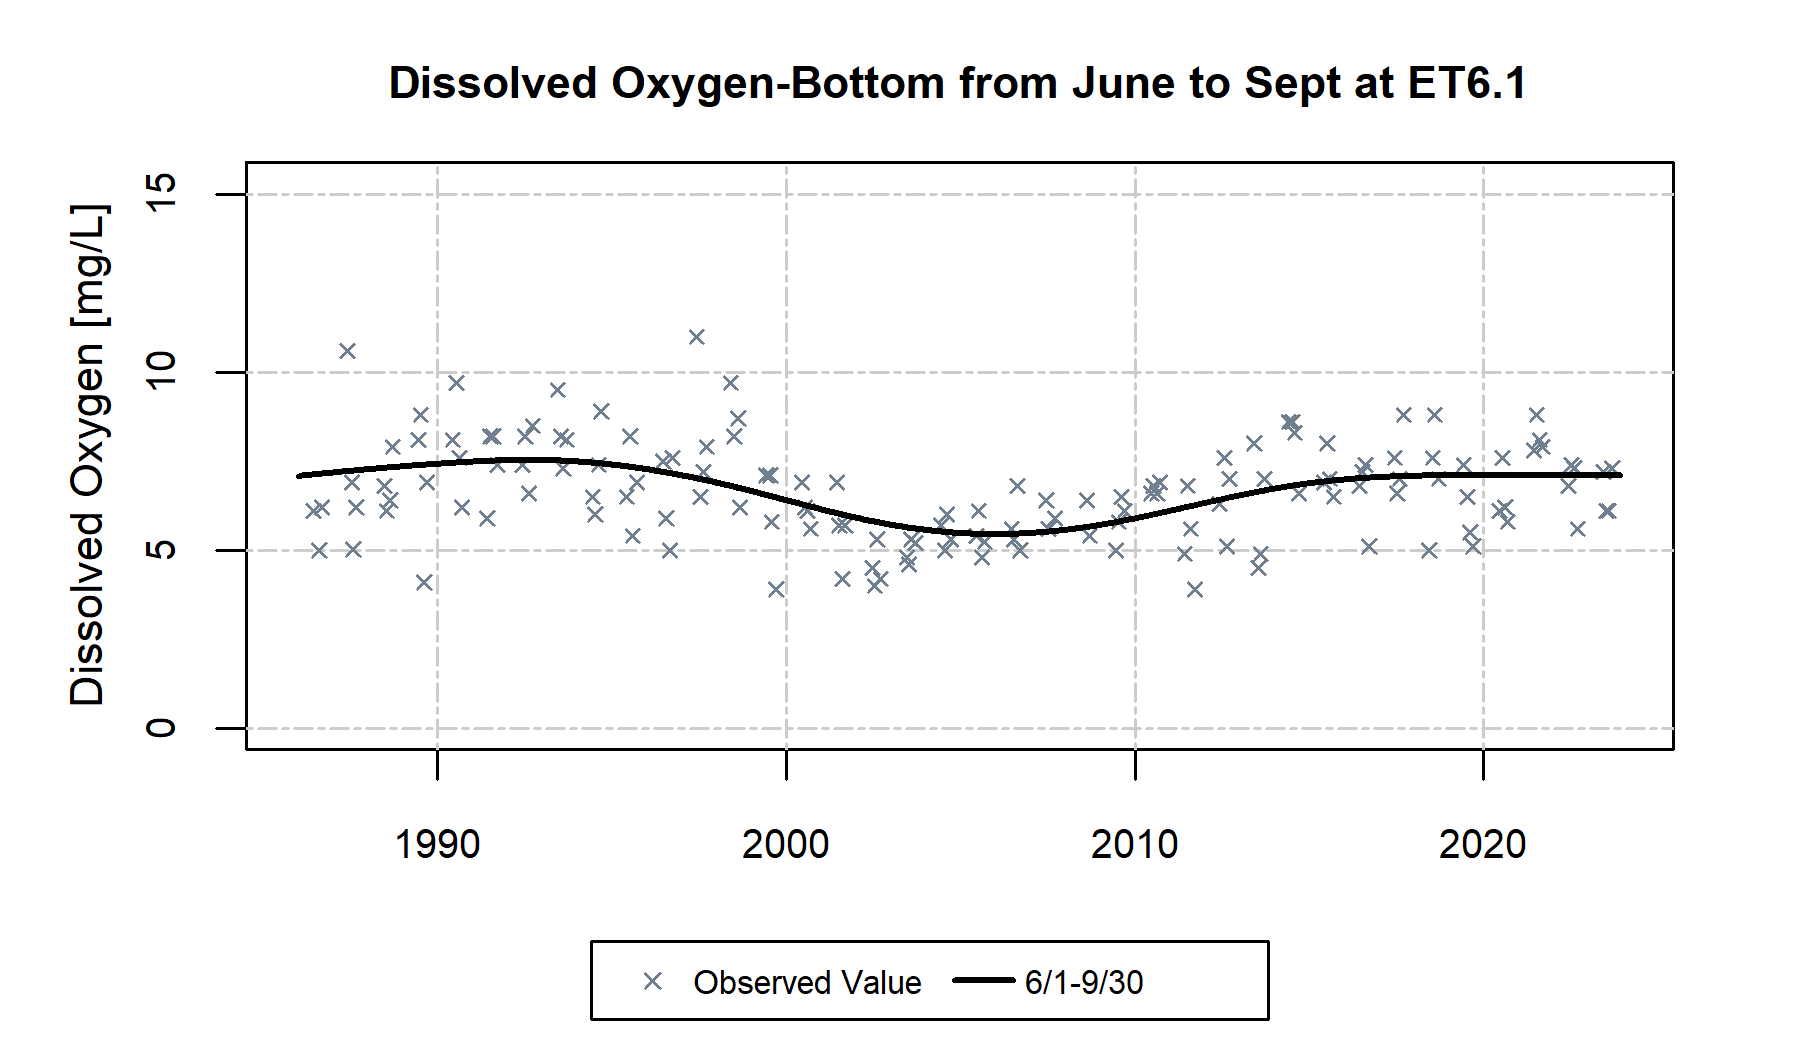 Dissolved Oxygen-Bottom from June to Sept at ET6.1
Dissolved Oxygen [mg/L]
15
10
5
0
1990 2000 2010 2020
Observed Value 6/1-9/30